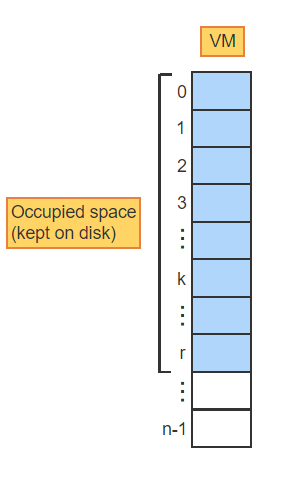 VM
0
1
2
3
⋮
Occupied space
(kept on disk)
k
⋮
r
⋮
n-1